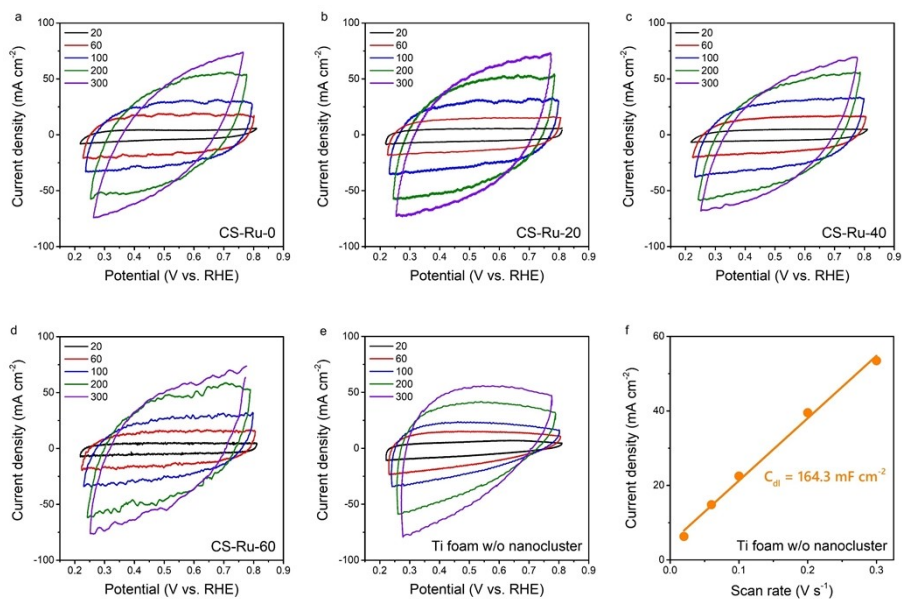 a
Current density (mA cm⁻²)
100
50
0
-50
-100
20
60
100
200
300
CS-Ru-0
0.2 0.3 0.4 0.5 0.6 0.7 0.8 0.9
Potential (V vs. RHE)
b
Current density (mA cm⁻²)
100
50
0
-50
-100
20
60
100
200
300
CS-Ru-20
0.2 0.3 0.4 0.5 0.6 0.7 0.8 0.9
Potential (V vs. RHE)
c
Current density (mA cm⁻²)
100
50
0
-50
-100
20
60
100
200
300
CS-Ru-40
0.2 0.3 0.4 0.5 0.6 0.7 0.8 0.9
Potential (V vs. RHE)
d
Current density (mA cm⁻²)
100
50
0
-50
-100
20
60
100
200
300
CS-Ru-60
0.2 0.3 0.4 0.5 0.6 0.7 0.8 0.9
Potential (V vs. RHE)
e
Current density (mA cm⁻²)
100
50
0
-50
-100
20
60
100
200
300
Ti foam w/o nanocluster
0.2 0.3 0.4 0.5 0.6 0.7 0.8 0.9
Potential (V vs. RHE)
f
Current density (mA cm⁻²)
60
40
20
0
C_dl = 164.3 mF cm⁻²
Ti foam w/o nanocluster
0.0 0.1 0.2 0.3
Scan rate (V s⁻¹)